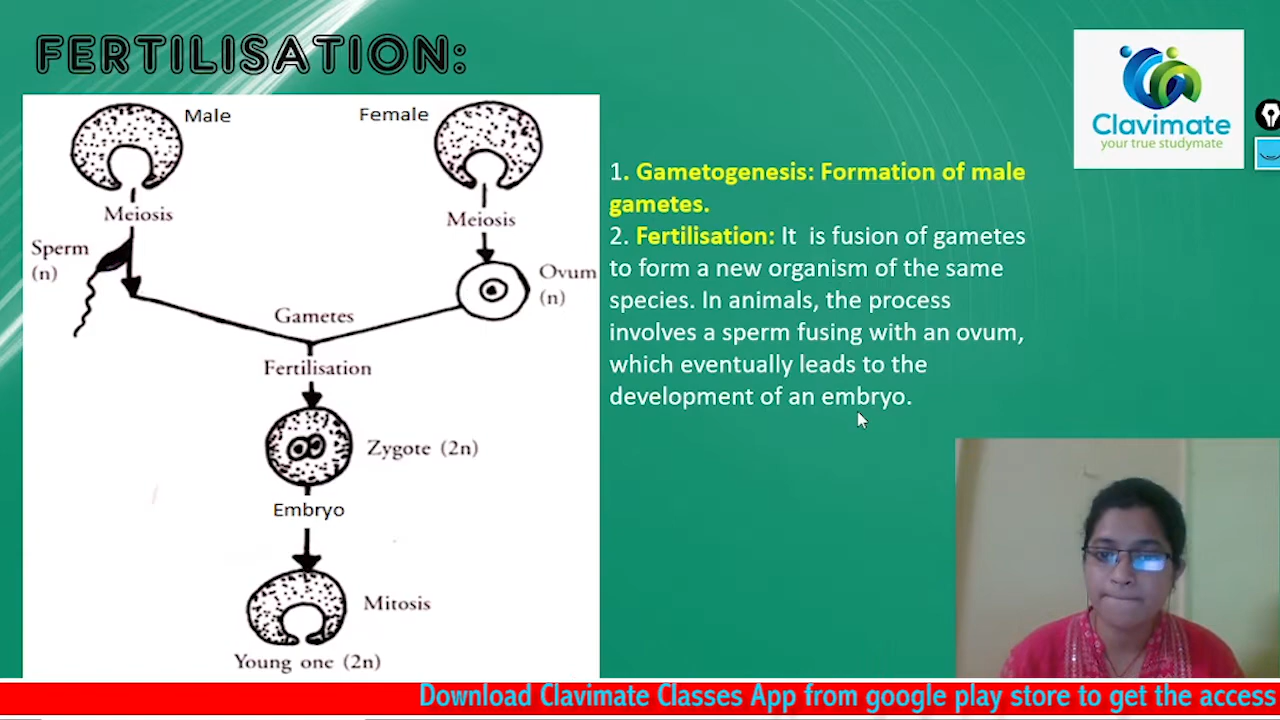 FERTILISATION:
Male
Female
Meiosis
Meiosis
Sperm
(n)
Ovum
(n)
Gametes
Fertilisation
Zygote (2n)
Embryo
Mitosis
Young one (2n)
Clavimate
your true studymate
1. Gametogenesis: Formation of male
gametes.
2. Fertilisation: It is fusion of gametes
to form a new organism of the same
species. In animals, the process
involves a sperm fusing with an ovum,
which eventually leads to the
development of an embryo.
Download Clavimate Classes App from google play store to get the access